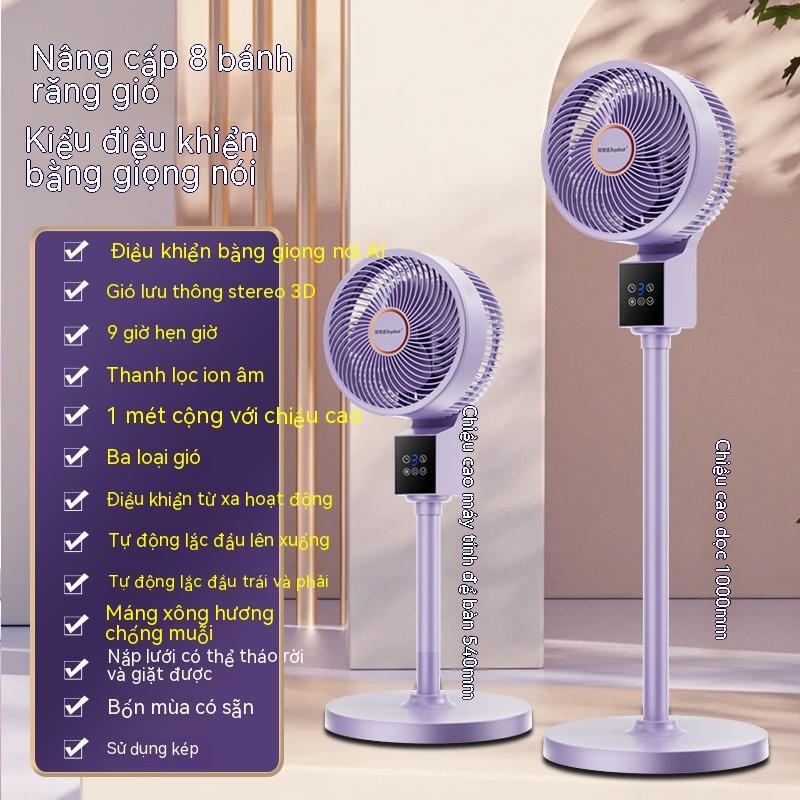 Nâng cấp 8 bánh
răng gió
Kiểu điều khiển
bằng giọng nói
Điều khiển bằng giọng nói AI
Gió lưu thông stereo 3D
9 giờ hẹn giờ
Thanh lọc ion âm
1 mét cộng với chiều cao
Ba loại gió
Điều khiển từ xa hoạt động
Tự động lắc đầu lên xuống
Tự động lắc đầu trái và phải
Máng xông hương
chống muỗi
Nắp lưới có thể tháo rời
và giặt được
Bốn mùa có sẵn
Sử dụng kép
Chiều cao máy tính để bàn 540mm
Chiều cao dọc 1000mm
Royalstar
Royalstar
3
3